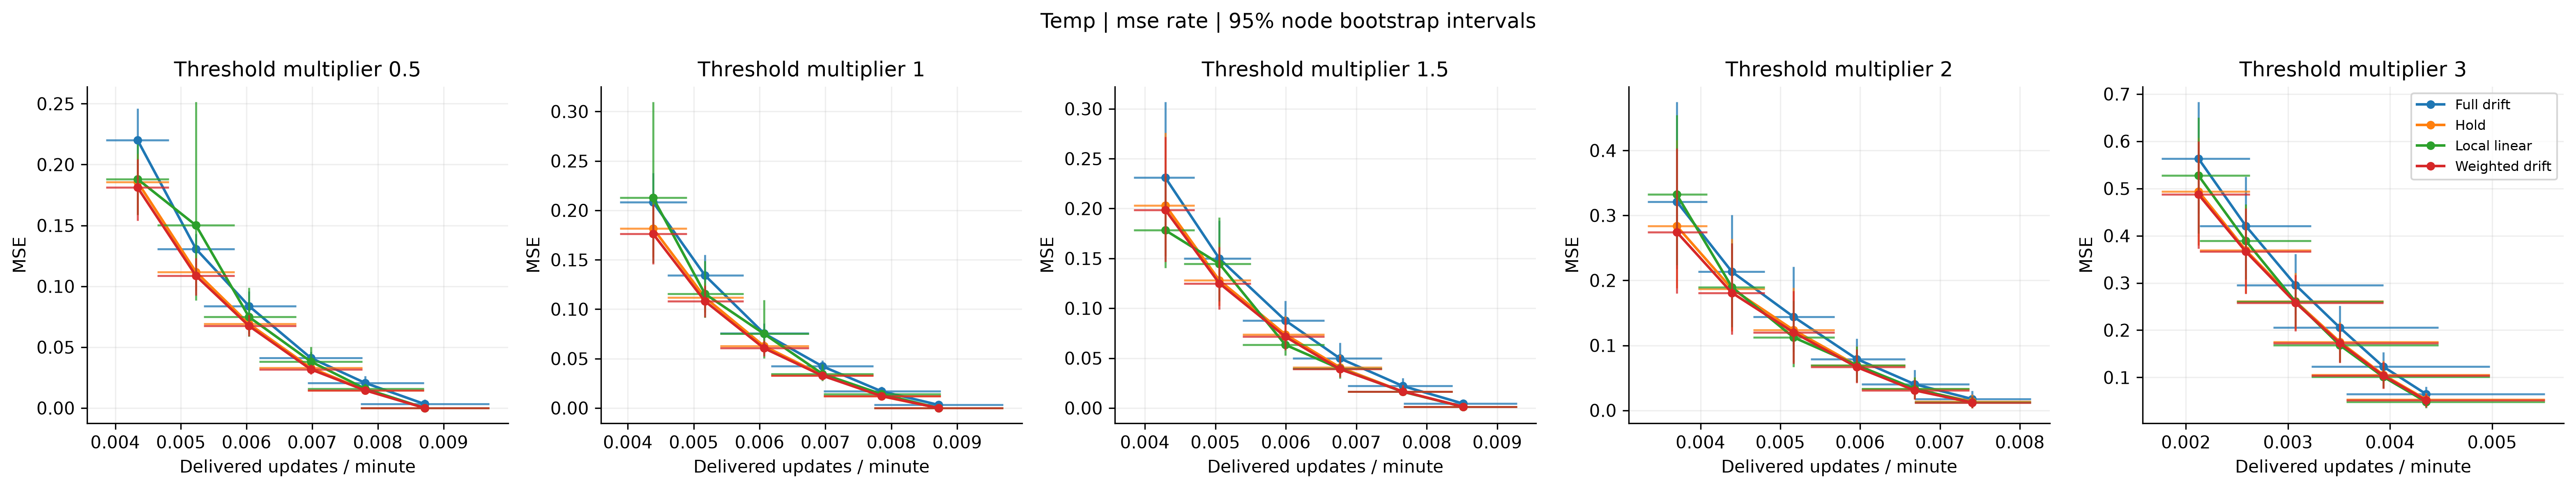 Temp | mse rate | 95% node bootstrap intervals
Threshold multiplier 0.5
0.25
0.20
0.15
0.10
0.05
0.00
MSE
0.004 0.005 0.006 0.007 0.008 0.009
Delivered updates / minute
Threshold multiplier 1
0.30
0.25
0.20
0.15
0.10
0.05
0.00
MSE
0.004 0.005 0.006 0.007 0.008 0.009
Delivered updates / minute
Threshold multiplier 1.5
0.30
0.25
0.20
0.15
0.10
0.05
0.00
MSE
0.004 0.005 0.006 0.007 0.008 0.009
Delivered updates / minute
Threshold multiplier 2
0.4
0.3
0.2
0.1
0.0
MSE
0.004 0.005 0.006 0.007 0.008
Delivered updates / minute
Threshold multiplier 3
0.7
0.6
0.5
0.4
0.3
0.2
0.1
MSE
0.002 0.003 0.004 0.005
Delivered updates / minute
Full drift
Hold
Local linear
Weighted drift